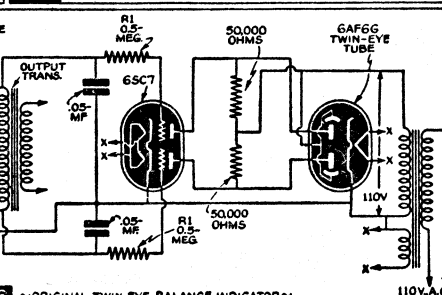 R1
0.5-
MEG.
50,000
OHMS
6AF6G
TWIN-EYE
TUBE
OUTPUT
TRANS.
6SC7
.05-
MF.
X
X
X
X
110V
.05-
MF.
R1
0.5-
MEG.
50,000
OHMS
X
X
ORIGINAL TWIN-EYE BALANCE INDICATOR
110V.A.C